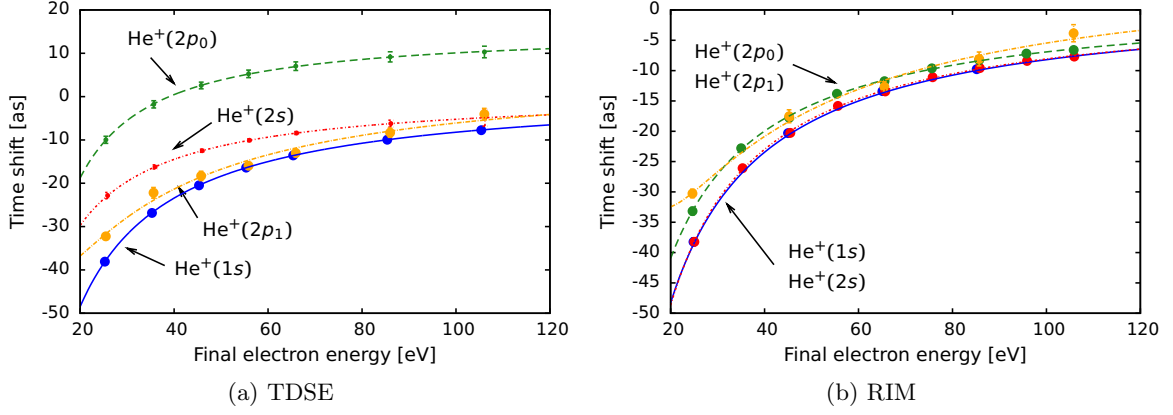 20
10
0
-10
-20
-30
-40
-50
Time shift [as]
He⁺(2p₀)
He⁺(2s)
He⁺(2p₁)
He⁺(1s)
20 40 60 80 100 120
Final electron energy [eV]
(a) TDSE
0
-5
-10
-15
-20
-25
-30
-35
-40
-45
-50
Time shift [as]
He⁺(2p₀)
He⁺(2p₁)
He⁺(1s)
He⁺(2s)
20 40 60 80 100 120
Final electron energy [eV]
(b) RIM